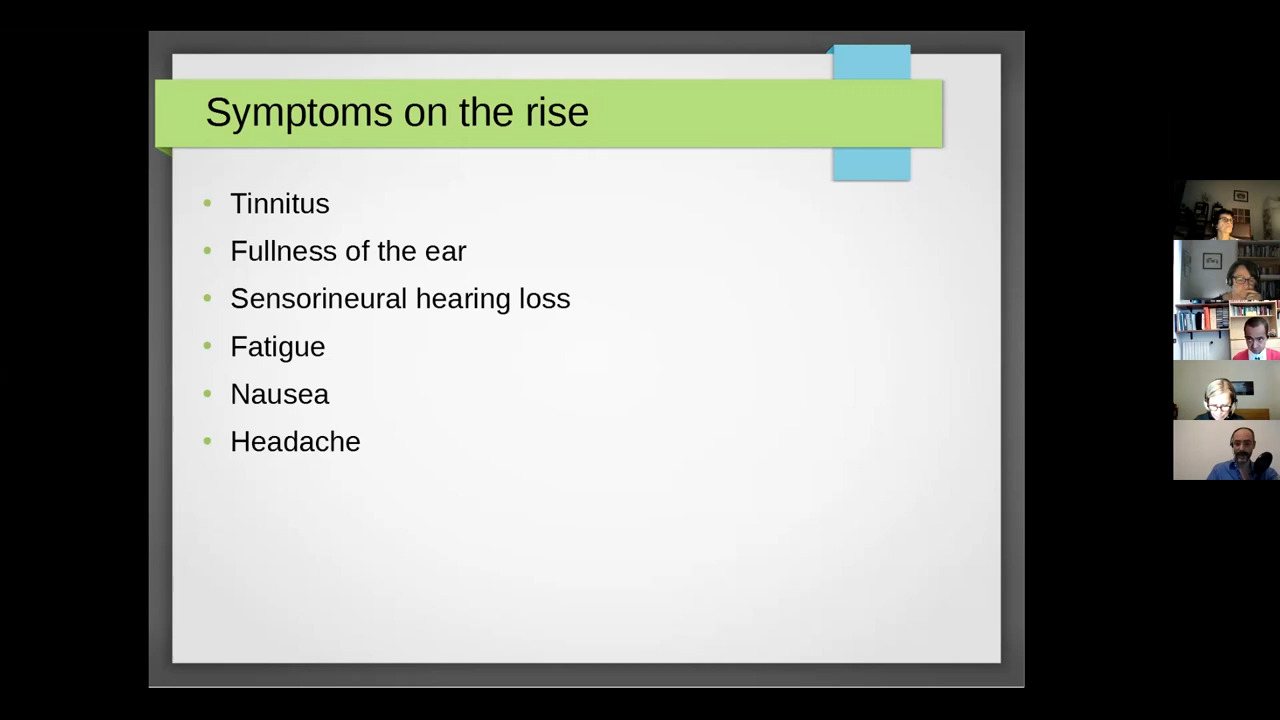 Symptoms on the rise
Tinnitus
Fullness of the ear
Sensorineural hearing loss
Fatigue
Nausea
Headache